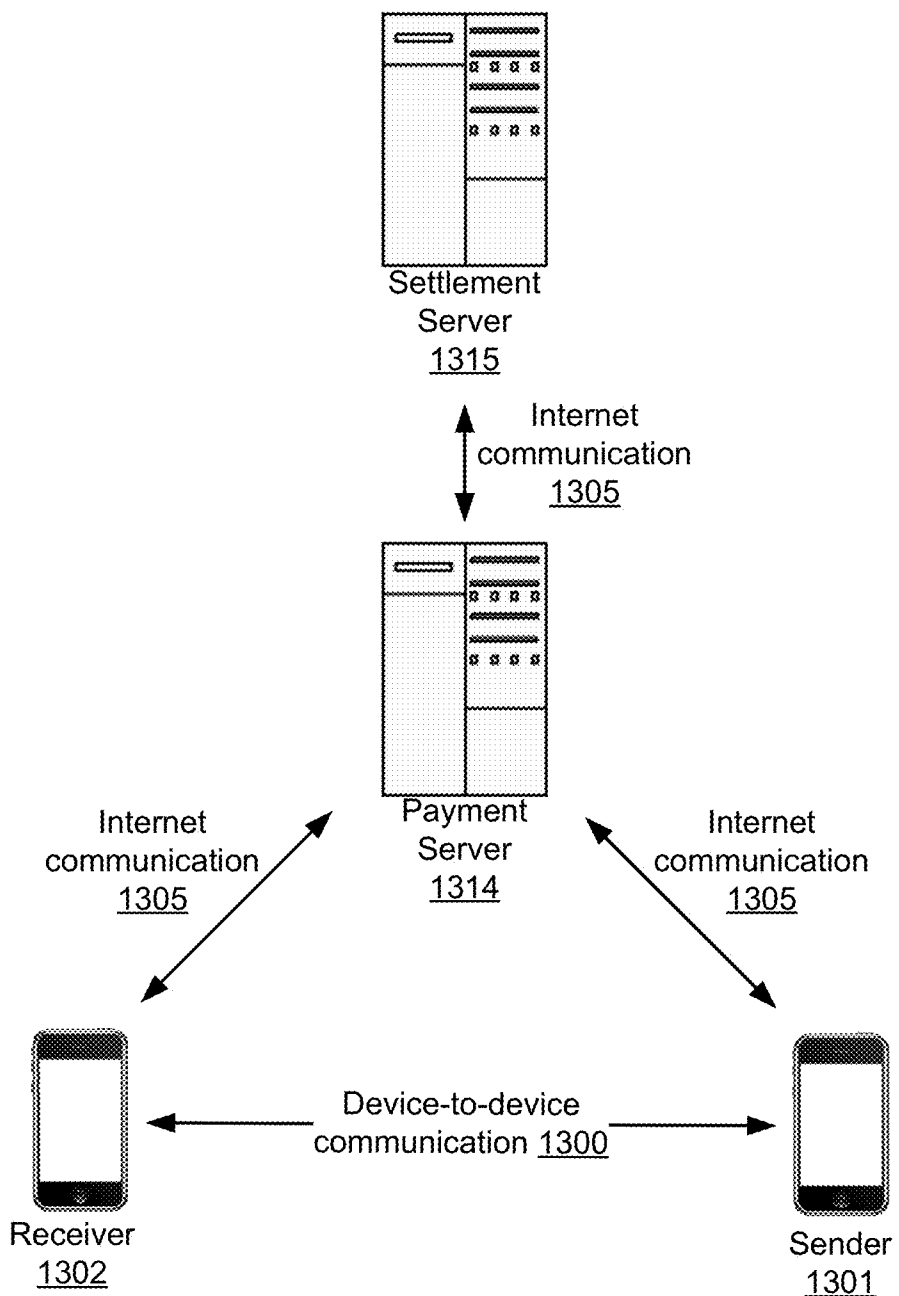 Settlement
Server
1315
Internet
communication
1305
Payment
Server
1314
Internet
communication
1305
Internet
communication
1305
Device-to-device
communication 1300
Receiver
1302
Sender
1301